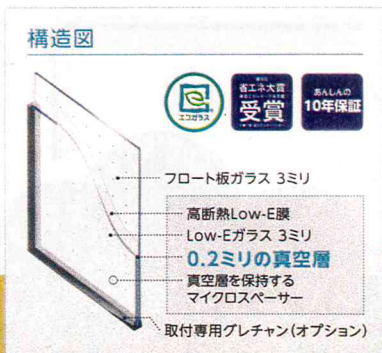 構造図
エコガラス
省エネ大賞
受賞
あんしんの
10年保証
フロート板ガラス 3ミリ
高断熱Low-E膜
Low-Eガラス 3ミリ
0.2ミリの真空層
真空層を保持する
マイクロスペーサー
取付専用グレチャン(オプション)